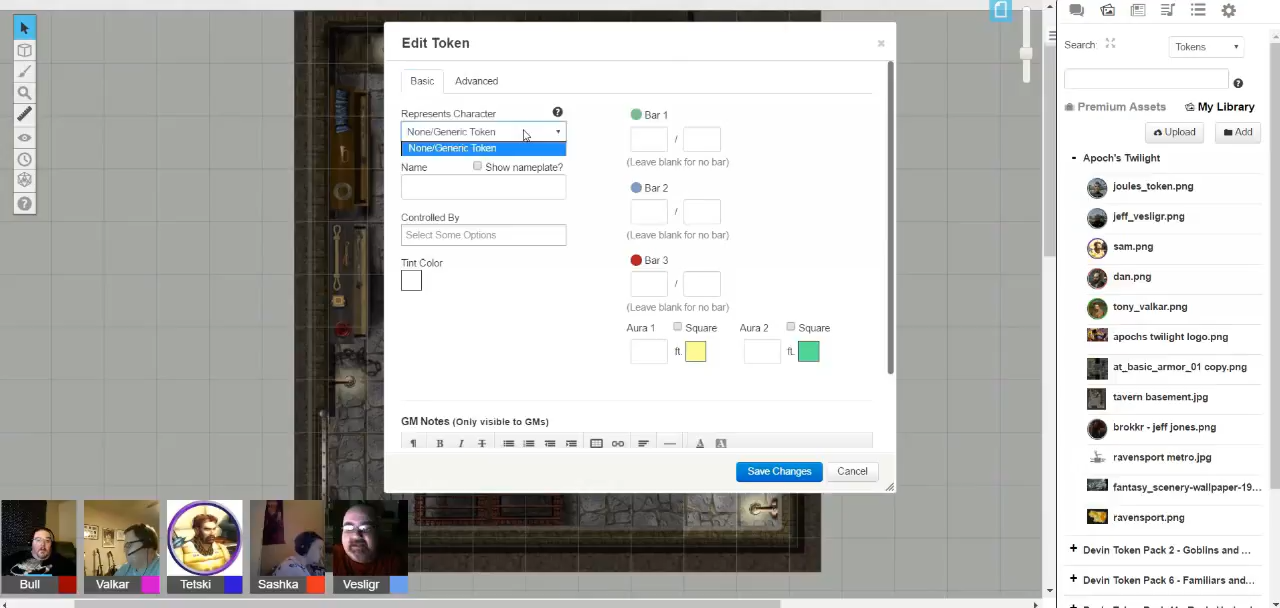 Edit Token
×
Basic
Advanced
Represents Character
None/Generic Token
None/Generic Token
Name
Show nameplate?
Controlled By
Select Some Options
Tint Color
Bar 1
/
(Leave blank for no bar)
Bar 2
/
(Leave blank for no bar)
Bar 3
/
(Leave blank for no bar)
Aura 1
Square
Aura 2
Square
ft.
ft.
GM Notes (Only visible to GMs)
Save Changes
Cancel
Bull
Valkar
Tetski
Sashka
Vesligr
Search:
Tokens
Premium Assets
My Library
Upload
Add
Apoch's Twilight
joules_token.png
jeff_vesligr.png
sam.png
dan.png
tony_valkar.png
apochs twilight logo.png
at_basic_armor_01 copy.png
tavern basement.jpg
brokkr - jeff jones.png
ravensport metro.jpg
fantasy_scenery-wallpaper-19...
ravensport.png
Devin Token Pack 2 - Goblins and ...
Devin Token Pack 6 - Familiars and...